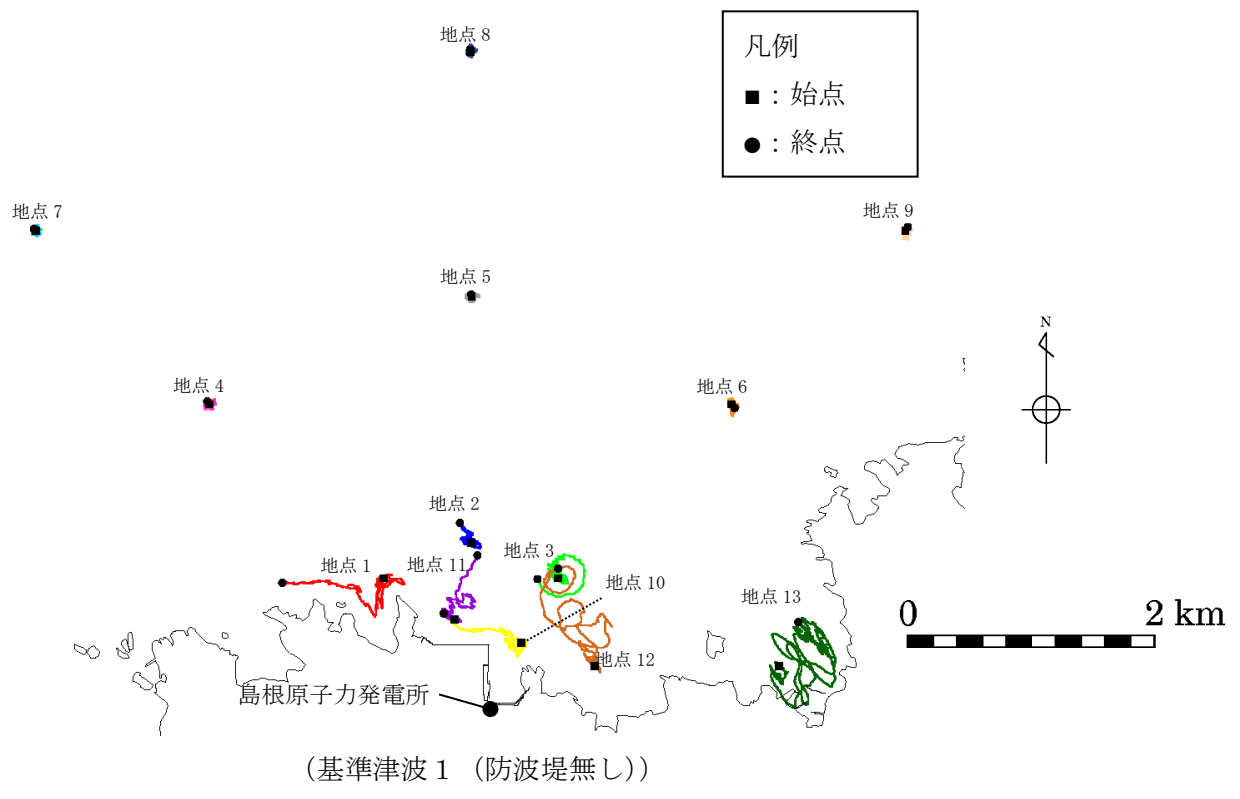 地点 8
凡例
■：始点
●：終点
地点 7
地点 9
地点 5
N
地点 4
地点 6
地点 2
地点 1
地点 11
地点 3
地点 10
地点 13
0
2 km
地点 12
島根原子力発電所
（基準津波１（防波堤無し））